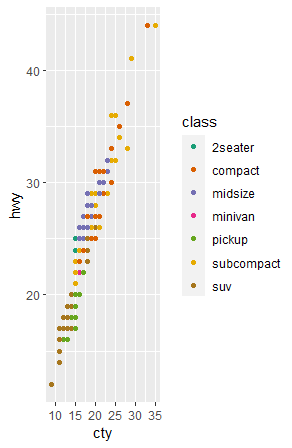 40
30
20
hwy
10 15 20 25 30 35
cty
class
2seater
compact
midsize
minivan
pickup
subcompact
suv